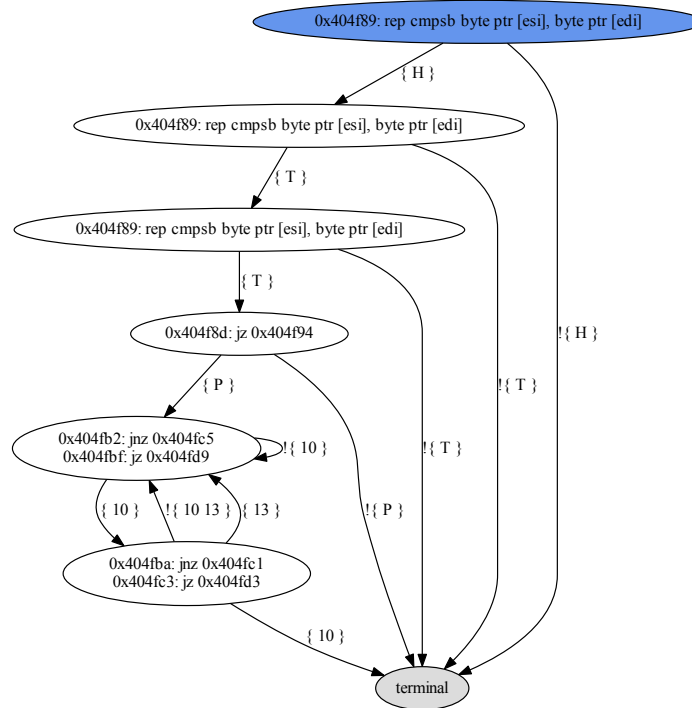 0x404f89: rep cmpsb byte ptr [esi], byte ptr [edi]
{ H }
0x404f89: rep cmpsb byte ptr [esi], byte ptr [edi]
{ T }
0x404f89: rep cmpsb byte ptr [esi], byte ptr [edi]
{ T }
0x404f8d: jz 0x404f94
!{ H }
!{ T }
{ P }
0x404fb2: jnz 0x404fc5
0x404fbf: jz 0x404fd9
!{ 10 }
!{ T }
{ 10 }
!{ 10 13 }
{ 13 }
!{ P }
0x404fba: jnz 0x404fc1
0x404fc3: jz 0x404fd3
{ 10 }
terminal